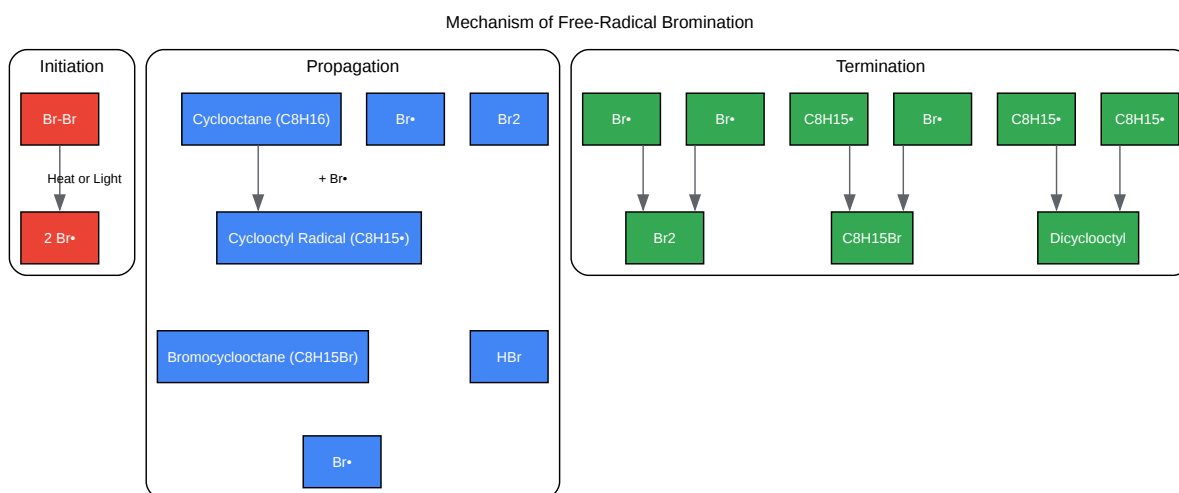 Mechanism of Free-Radical Bromination
Initiation
Br-Br
Heat or Light
2 Br•
Propagation
Cyclooctane (C8H16)
Br•
Br2
+ Br•
Cyclooctyl Radical (C8H15•)
Bromocyclooctane (C8H15Br)
HBr
Br•
Termination
Br•
Br•
C8H15•
Br•
C8H15•
C8H15•
Br2
C8H15Br
Dicyclooctyl